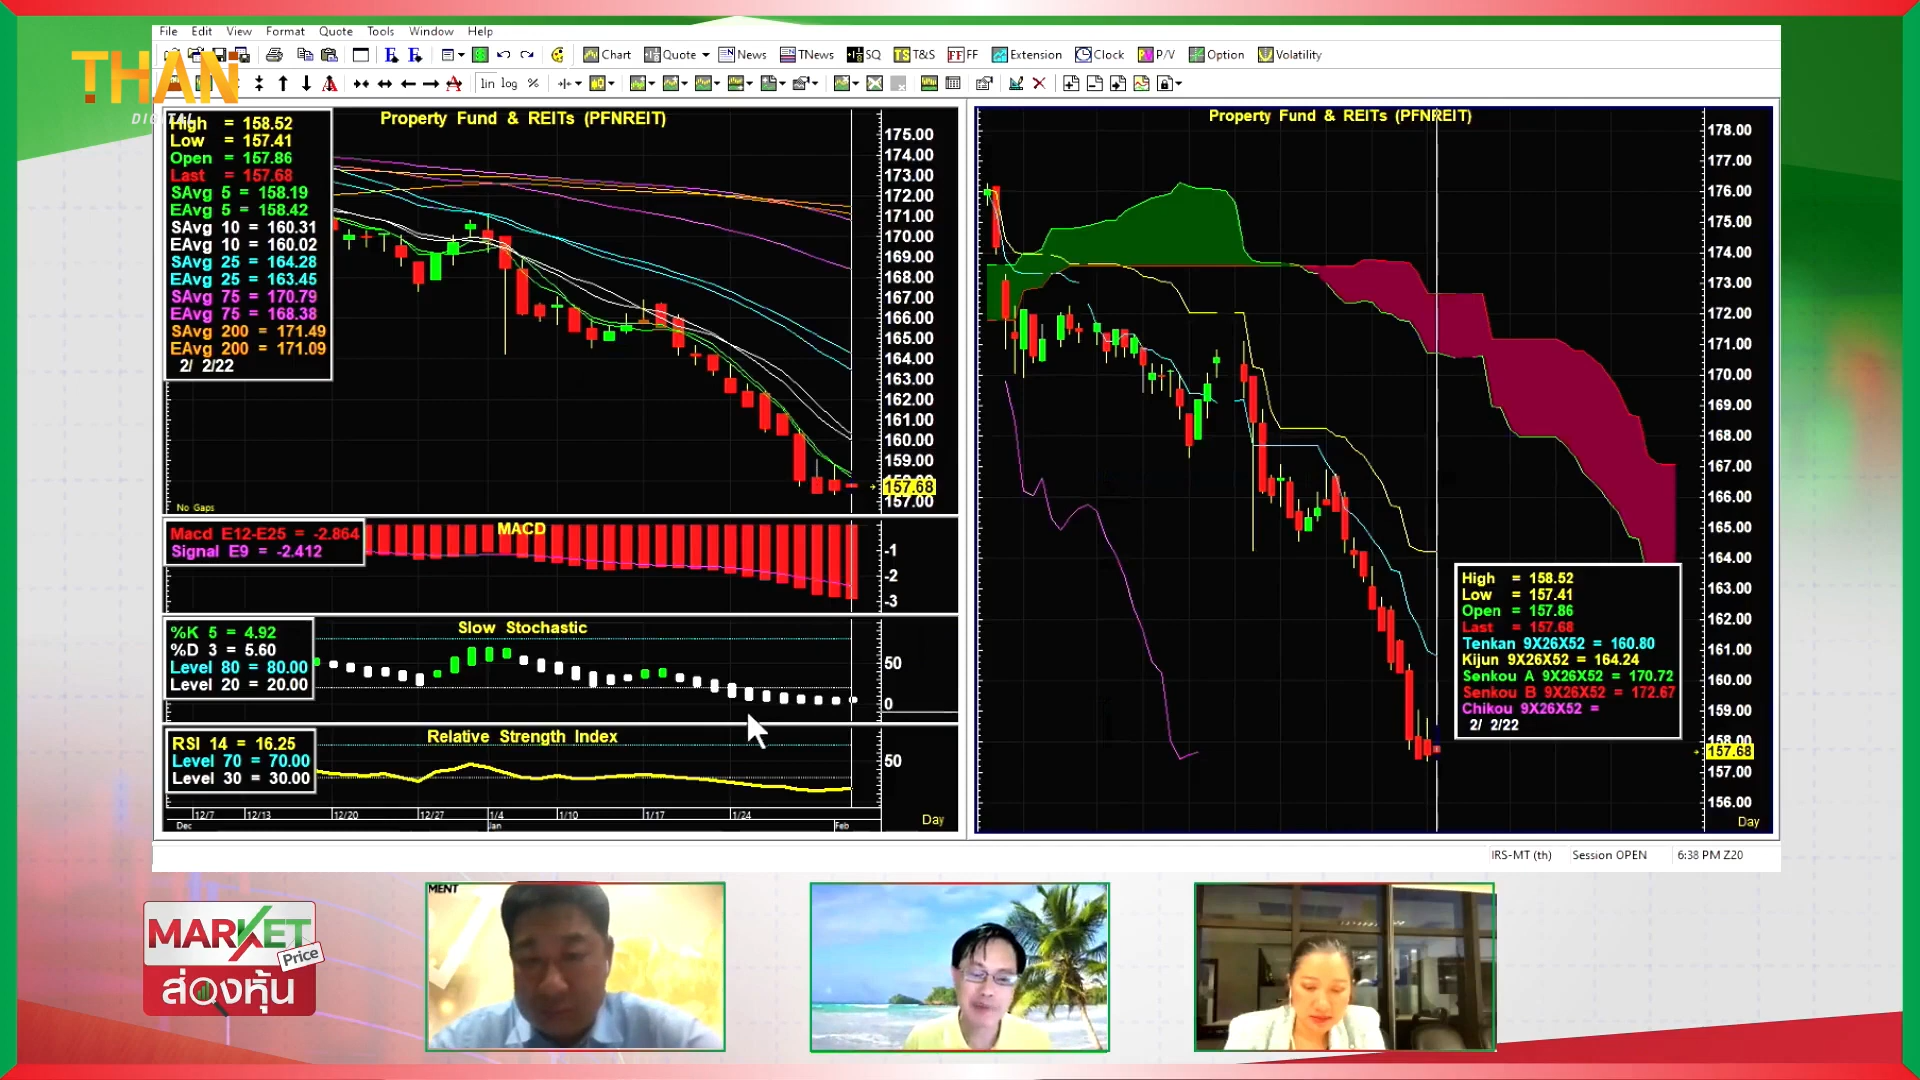 File Edit View Format Quote Tools Window Help
Chart Quote News TNews SQ T&S FF Extension Clock P/V Option Volatility
lin log %
THAN
DIGITAL
High = 158.52
Low = 157.41
Open = 157.86
Last = 157.68
SAvg 5 = 158.19
EAvg 5 = 158.42
SAvg 10 = 160.31
EAvg 10 = 160.02
SAvg 25 = 164.28
EAvg 25 = 163.45
SAvg 75 = 170.79
EAvg 75 = 168.38
SAvg 200 = 171.49
EAvg 200 = 171.09
2/ 2/22
Property Fund & REITs (PFNREIT)
175.00
174.00
173.00
172.00
171.00
170.00
169.00
168.00
167.00
166.00
165.00
164.00
163.00
162.00
161.00
160.00
159.00
157.68
157.00
No Gaps
Macd E12-E25 = -2.864
Signal E9 = -2.412
MACD
-1
-2
-3
%K 5 = 4.92
%D 3 = 5.60
Level 80 = 80.00
Level 20 = 20.00
Slow Stochastic
50
0
RSI 14 = 16.25
Level 70 = 70.00
Level 30 = 30.00
Relative Strength Index
50
12/7 12/13 12/20 12/27 1/4 1/10 1/17 1/24
Dec Jan Feb
Day
Property Fund & REITs (PFNREIT)
178.00
177.00
176.00
175.00
174.00
173.00
172.00
171.00
170.00
169.00
168.00
167.00
166.00
165.00
164.00
163.00
162.00
161.00
160.00
159.00
158.00
157.68
157.00
156.00
Day
High = 158.52
Low = 157.41
Open = 157.86
Last = 157.68
Tenkan 9X26X52 = 160.80
Kijun 9X26X52 = 164.24
Senkou A 9X26X52 = 170.72
Senkou B 9X26X52 = 172.67
Chikou 9X26X52 =
2/ 2/22
IRS-MT (th) Session OPEN 6:38 PM Z20
MARKET
Price
ส่องหุ้น
MENT